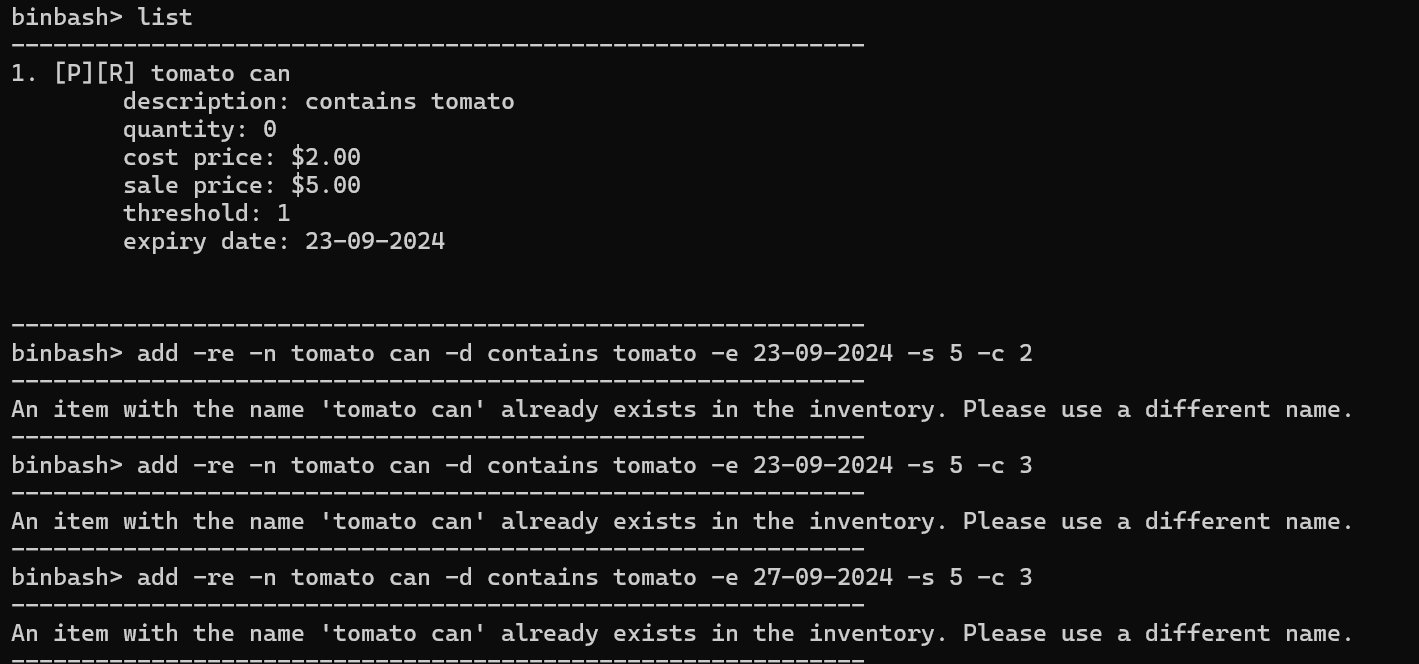 binbash> list
-------------------------------------------------------------
1. [P][R] tomato can
        description: contains tomato
        quantity: 0
        cost price: $2.00
        sale price: $5.00
        threshold: 1
        expiry date: 23-09-2024
-------------------------------------------------------------
binbash> add -re -n tomato can -d contains tomato -e 23-09-2024 -s 5 -c 2
-------------------------------------------------------------
An item with the name 'tomato can' already exists in the inventory. Please use a different name.
-------------------------------------------------------------
binbash> add -re -n tomato can -d contains tomato -e 23-09-2024 -s 5 -c 3
-------------------------------------------------------------
An item with the name 'tomato can' already exists in the inventory. Please use a different name.
-------------------------------------------------------------
binbash> add -re -n tomato can -d contains tomato -e 27-09-2024 -s 5 -c 3
-------------------------------------------------------------
An item with the name 'tomato can' already exists in the inventory. Please use a different name.
-------------------------------------------------------------